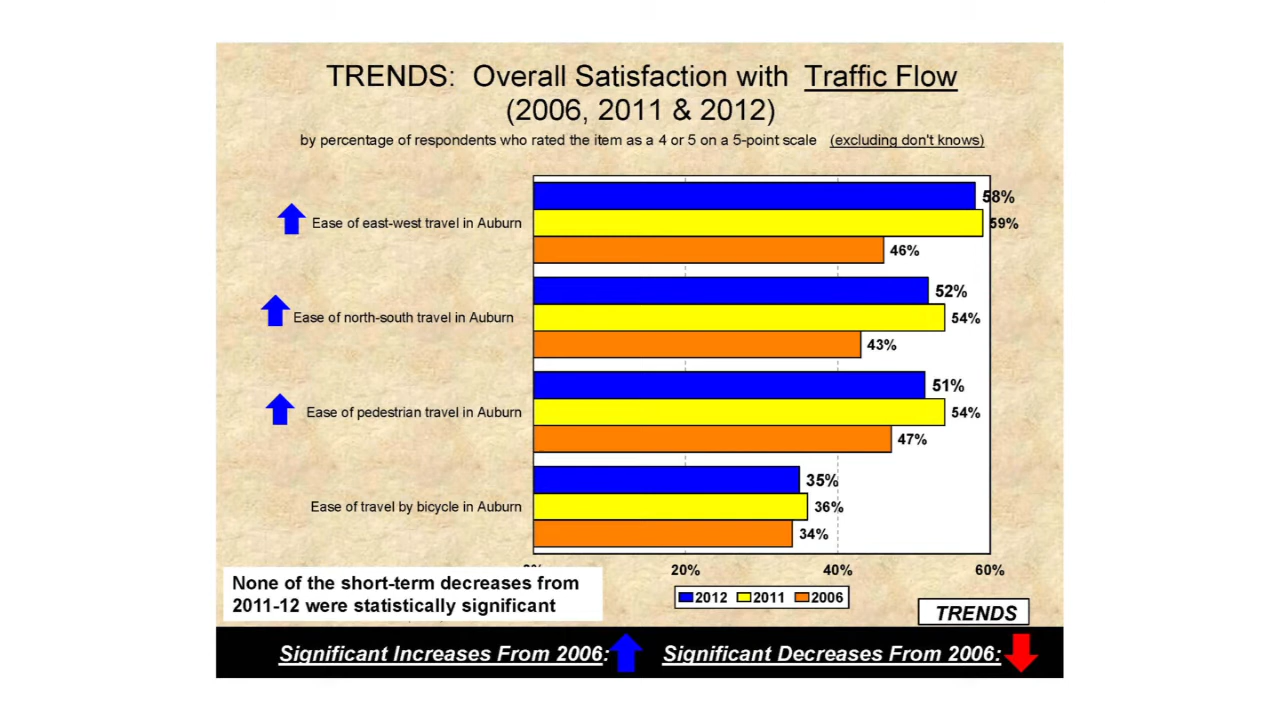 TRENDS: Overall Satisfaction with Traffic Flow
(2006, 2011 & 2012)
by percentage of respondents who rated the item as a 4 or 5 on a 5-point scale (excluding don't knows)
58%
Ease of east-west travel in Auburn 59%
46%
52%
Ease of north-south travel in Auburn 54%
43%
51%
Ease of pedestrian travel in Auburn 54%
47%
35%
Ease of travel by bicycle in Auburn 36%
34%
20% 40% 60%
None of the short-term decreases from
2011-12 were statistically significant
2012 2011 2006
TRENDS
Significant Increases From 2006: Significant Decreases From 2006: